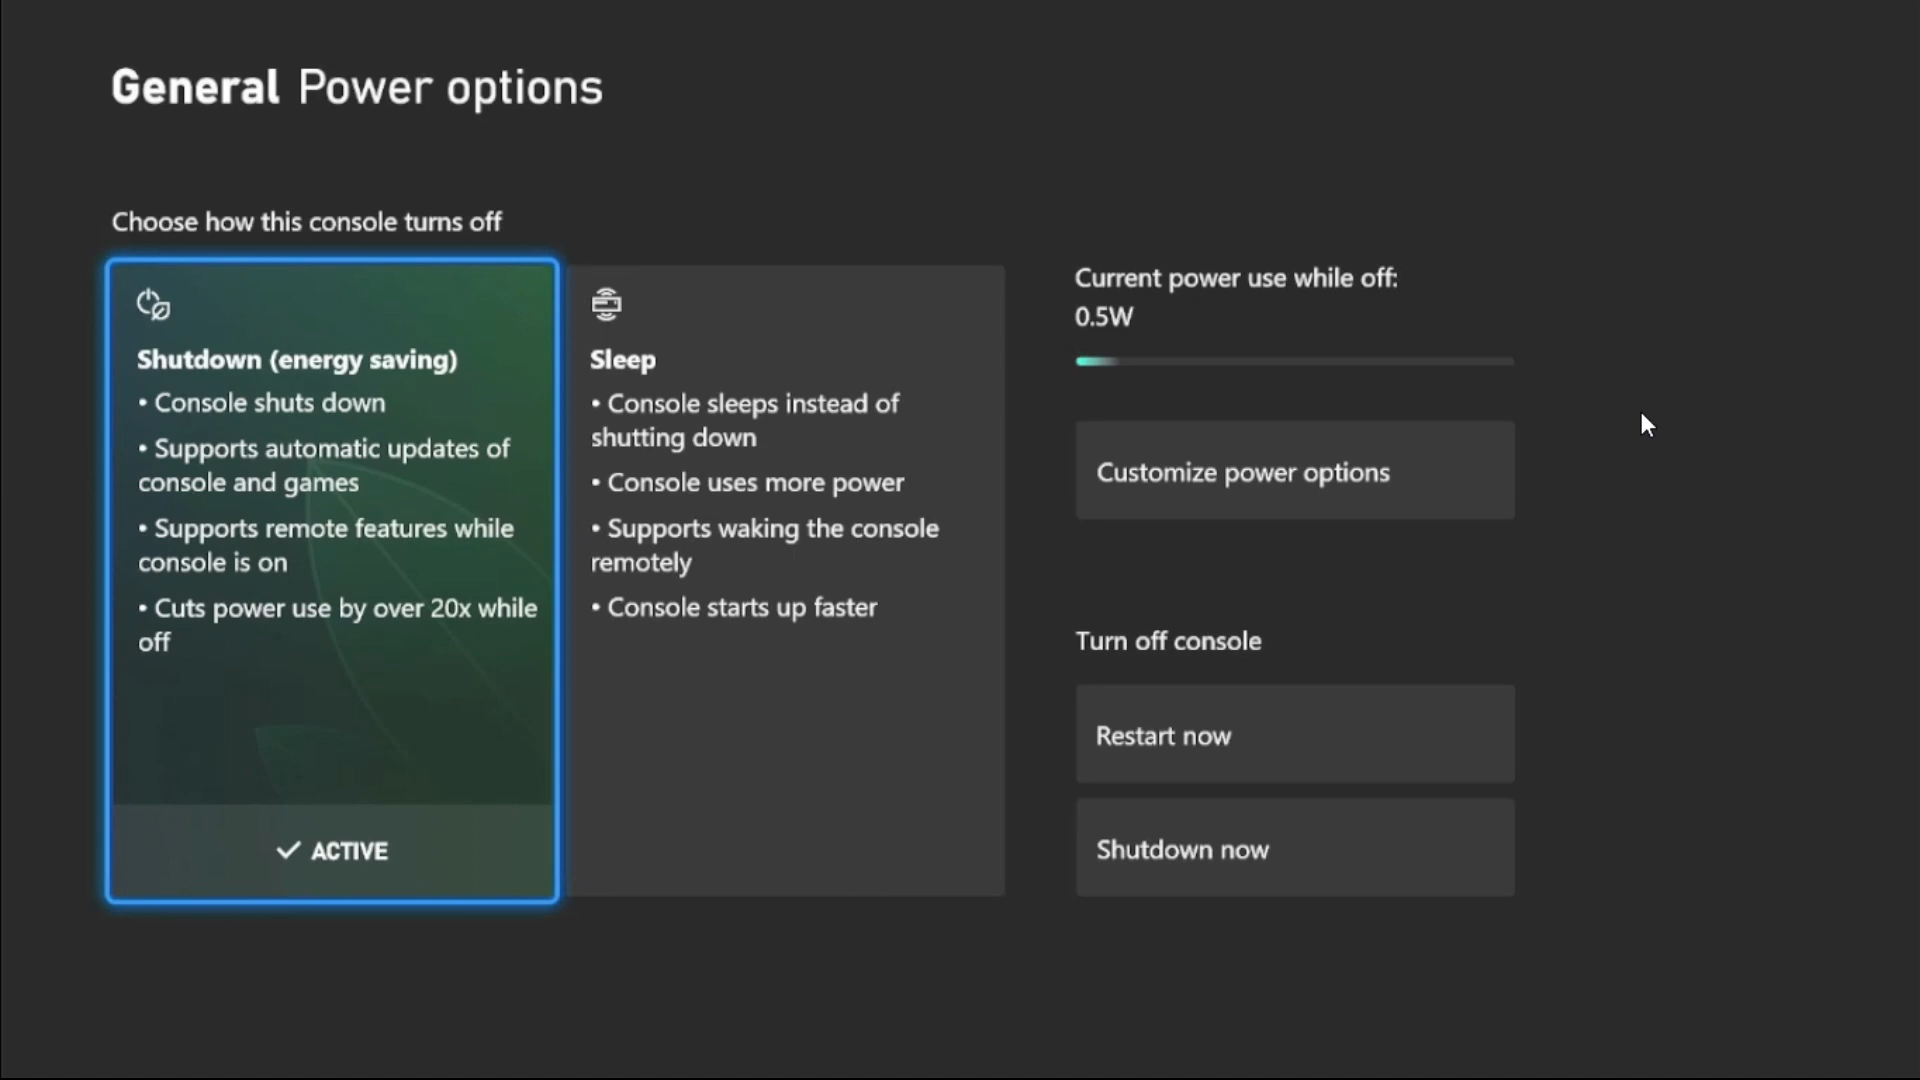 General Power options
Choose how this console turns off
Shutdown (energy saving)
• Console shuts down
• Supports automatic updates of
console and games
• Supports remote features while
console is on
• Cuts power use by over 20x while
off
ACTIVE
Sleep
• Console sleeps instead of
shutting down
• Console uses more power
• Supports waking the console
remotely
• Console starts up faster
Current power use while off:
0.5W
Customize power options
Turn off console
Restart now
Shutdown now